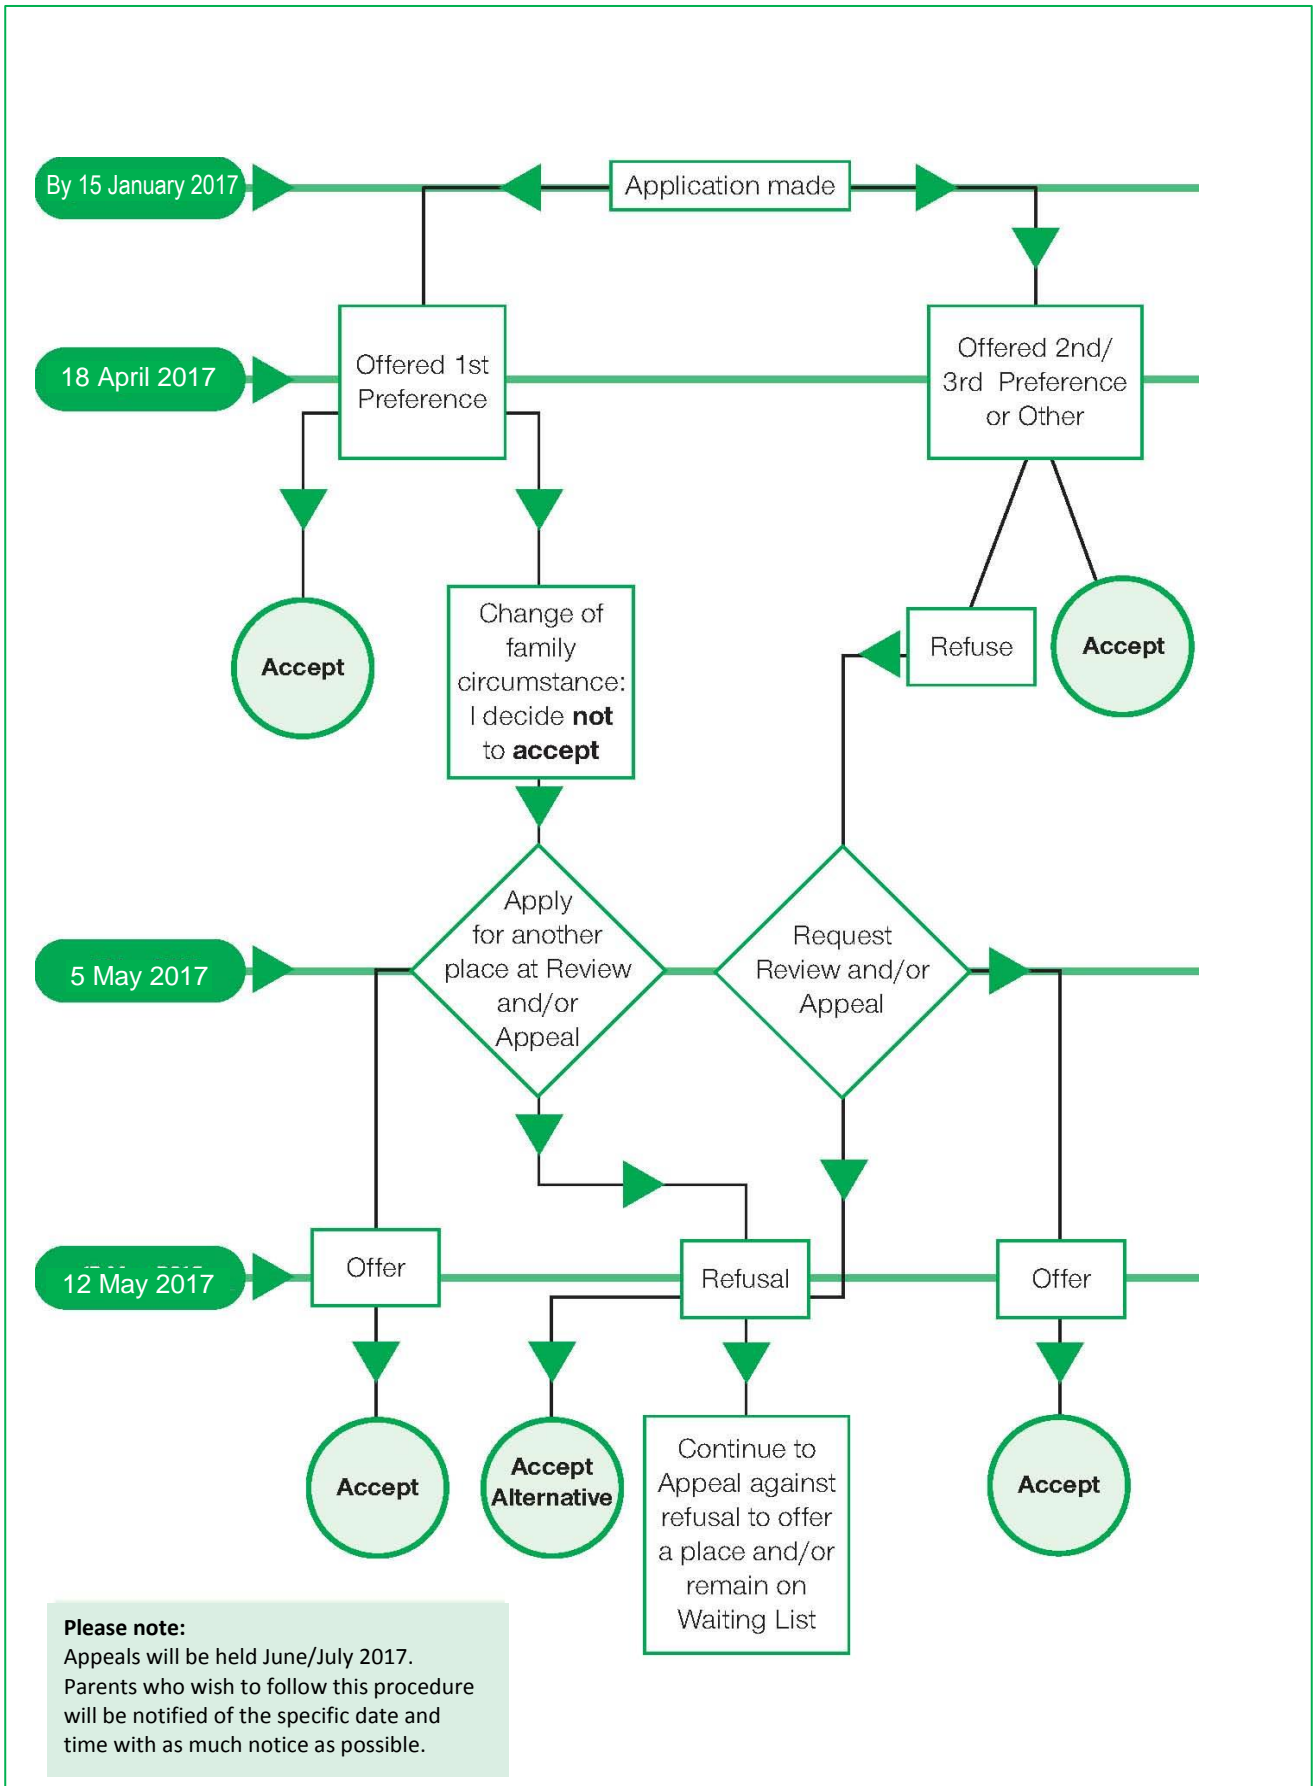 By 15 January 2017
Application made
18 April 2017
Offered 1st
Preference
Offered 2nd/
3rd Preference
or Other
Accept
Change of
family
circumstance:
I decide not
to accept
Refuse
Accept
5 May 2017
Apply
for another
place at Review
and/or
Appeal
Request
Review and/or
Appeal
12 May 2017
Offer
Refusal
Offer
Accept
Accept
Alternative
Continue to
Appeal against
refusal to offer
a place and/or
remain on
Waiting List
Accept
Please note:
Appeals will be held June/July 2017.
Parents who wish to follow this procedure
will be notified of the specific date and
time with as much notice as possible.